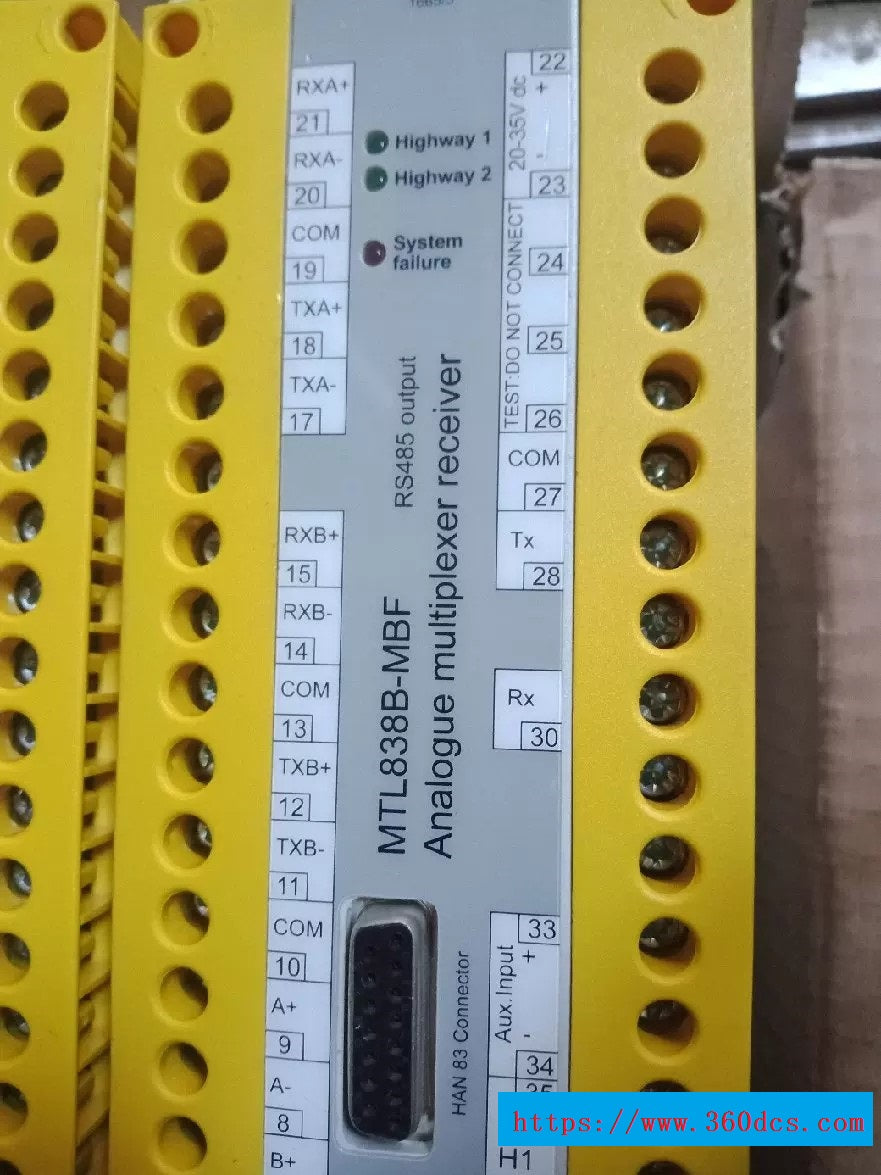 RXA+
21
RXA-
20
COM
19
TXA+
18
TXA-
17
RXB+
15
RXB-
14
COM
13
TXB+
12
TXB-
11
COM
10
A+
9
A-
8
B+
Highway 1
Highway 2
System
failure
RS485 output
MTL838B-MBF
Analogue multiplexer receiver
HAN 83 Connector
22
+
20-35V dc
-
23
TEST:DO NOT CONNECT
24
25
26
COM
27
Tx
28
Rx
30
33
+
Aux.Input
-
34
35
H1
https://www.360dcs.com